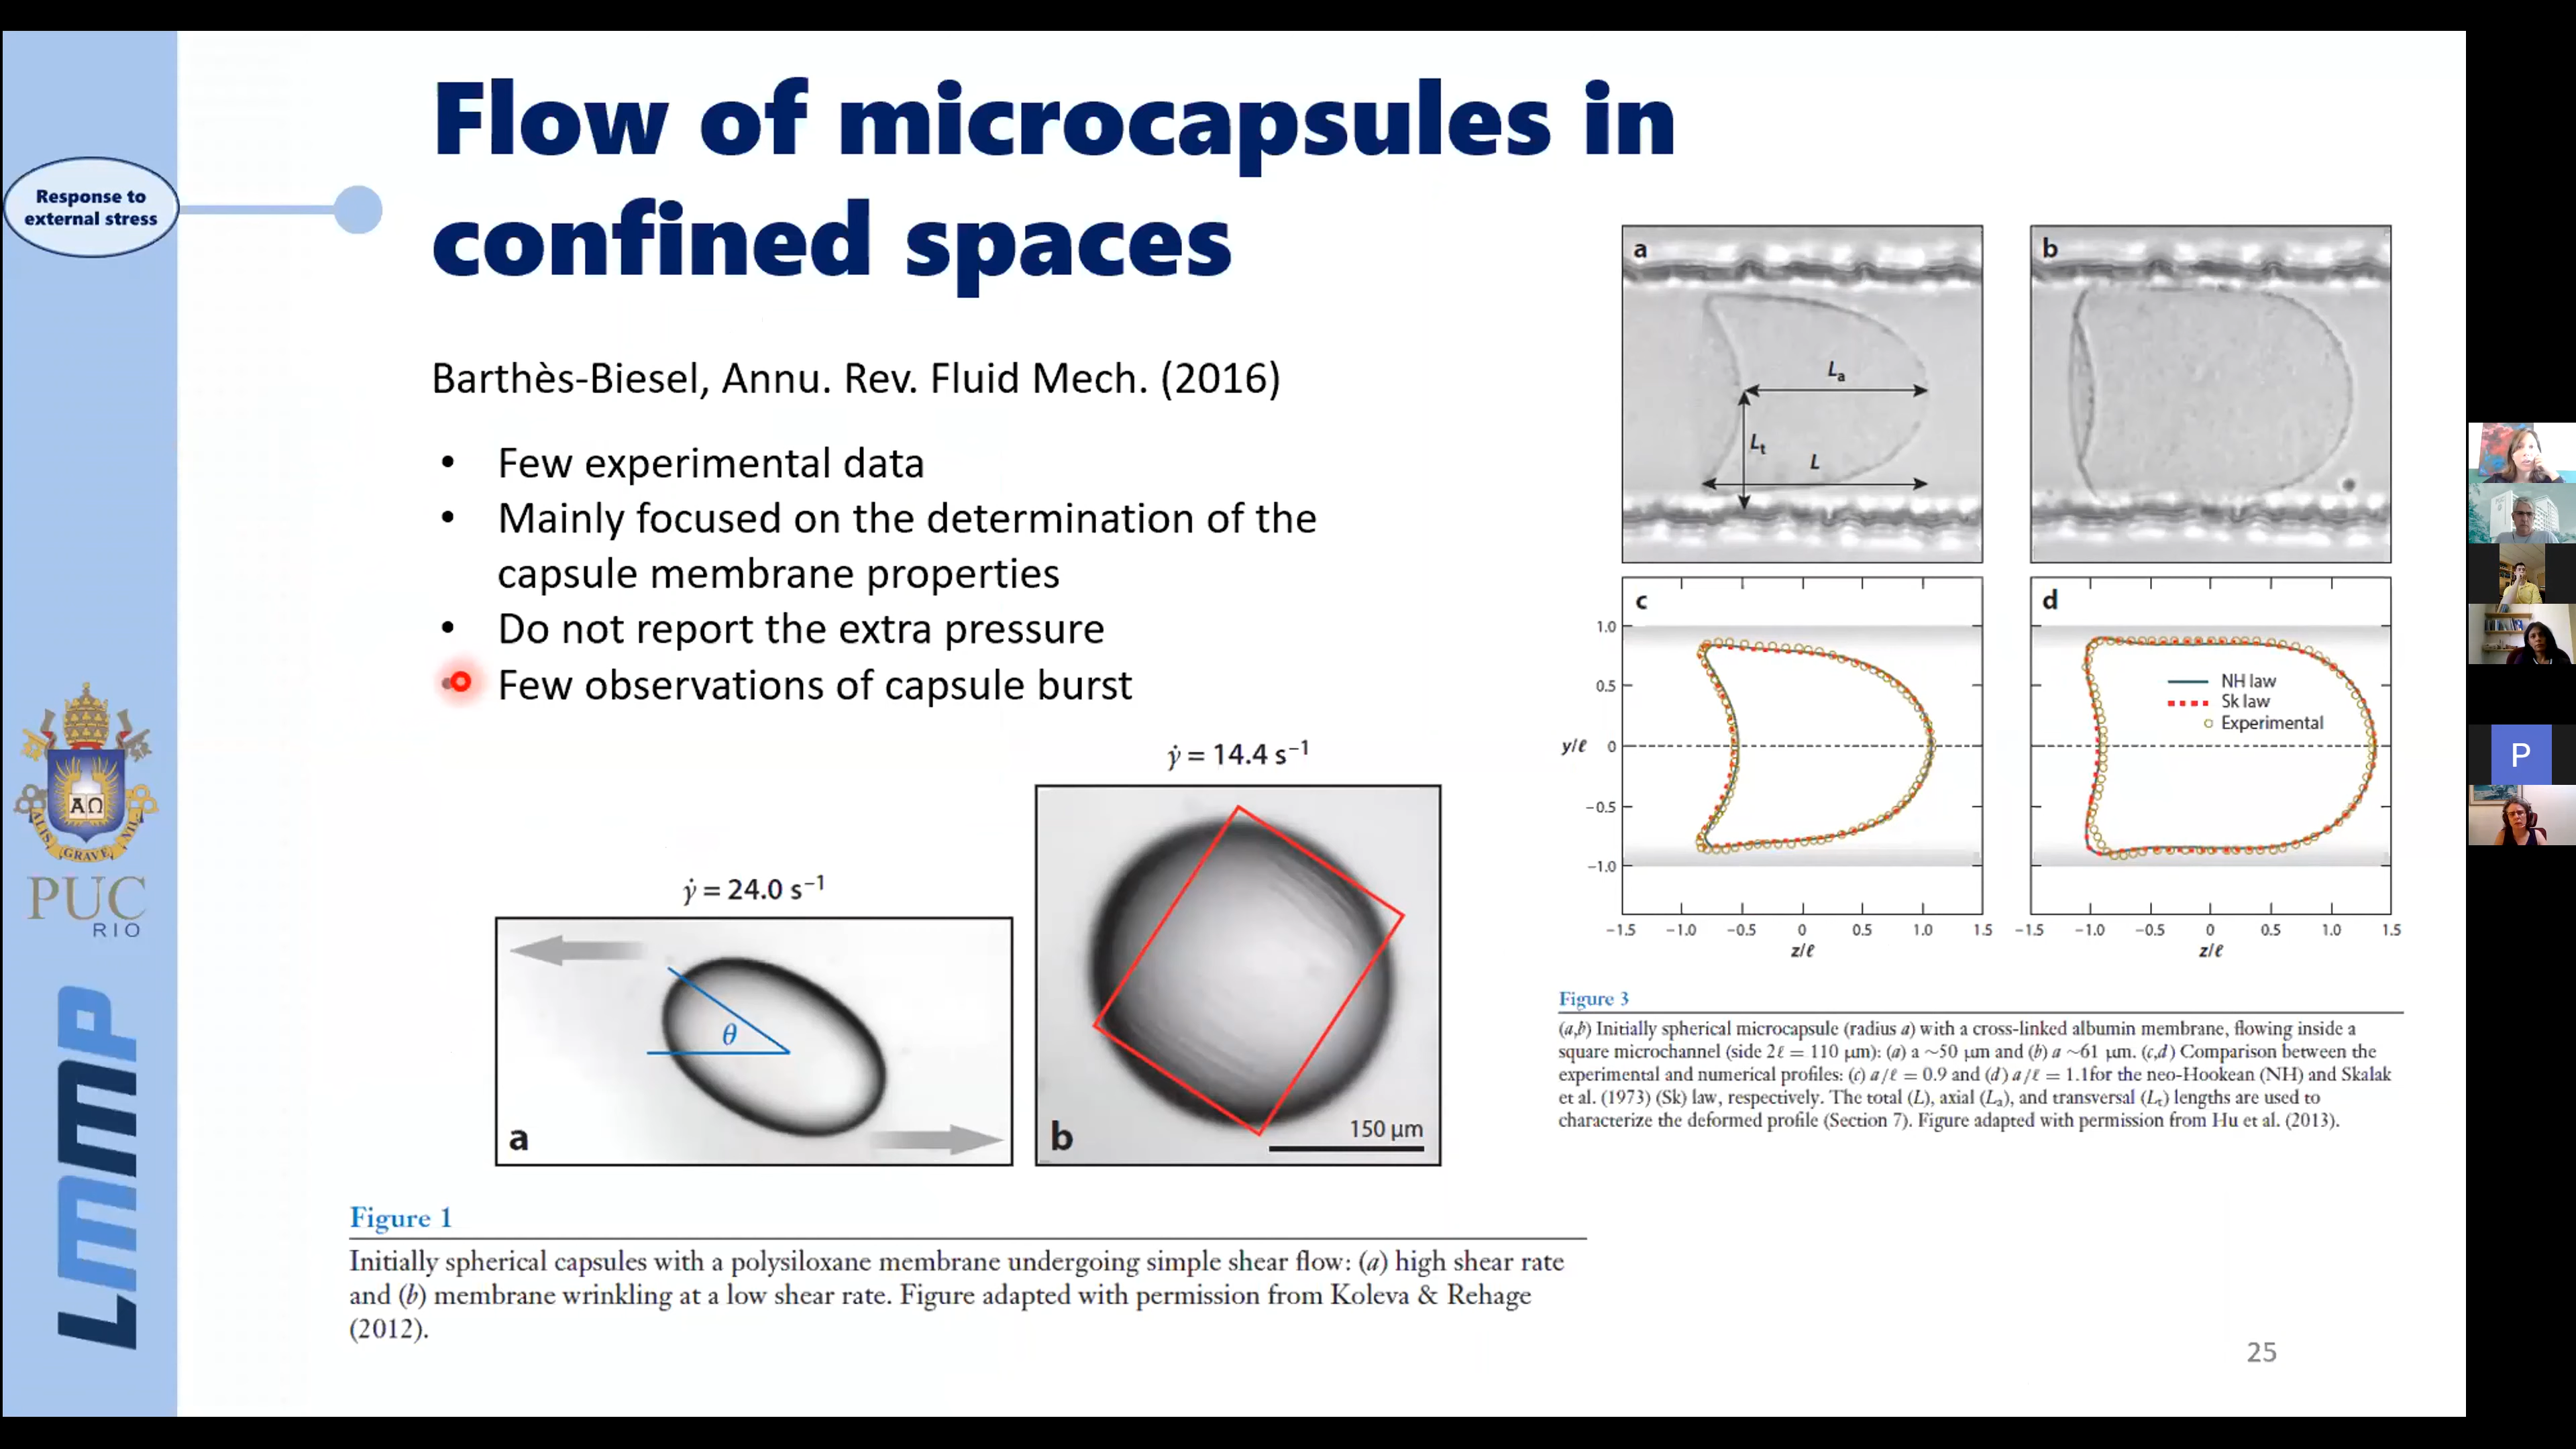 Flow of microcapsules in
confined spaces
Response to
external stress
Barthès-Biesel, Annu. Rev. Fluid Mech. (2016)
• Few experimental data
• Mainly focused on the determination of the
capsule membrane properties
• Do not report the extra pressure
• Few observations of capsule burst
γ̇ = 24.0 s⁻¹
θ
a
γ̇ = 14.4 s⁻¹
b
150 µm
Figure 1
Initially spherical capsules with a polysiloxane membrane undergoing simple shear flow: (a) high shear rate
and (b) membrane wrinkling at a low shear rate. Figure adapted with permission from Koleva & Rehage
(2012).
a
Lₐ
Lₜ
L
b
c
1.0
0.5
y/ℓ 0
−0.5
−1.0
−1.5 −1.0 −0.5 0 0.5 1.0 1.5
z/ℓ
d
NH law
Sk law
Experimental
−1.5 −1.0 −0.5 0 0.5 1.0 1.5
z/ℓ
Figure 3
(a,b) Initially spherical microcapsule (radius a) with a cross-linked albumin membrane, flowing inside a
square microchannel (side 2ℓ = 110 µm): (a) a ∼50 µm and (b) a ∼61 µm. (c,d) Comparison between the
experimental and numerical profiles: (c) a/ℓ = 0.9 and (d) a/ℓ = 1.1for the neo-Hookean (NH) and Skalak
et al. (1973) (Sk) law, respectively. The total (L), axial (Lₐ), and transversal (Lₜ) lengths are used to
characterize the deformed profile (Section 7). Figure adapted with permission from Hu et al. (2013).
ΑΩ
ALIS GRAVE NIL
PUC
RIO
LMMP
25
P